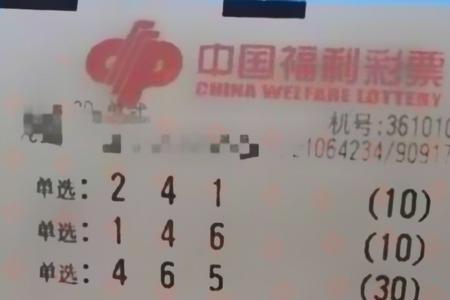 中国福利彩票
CHINA WELFARE LOTTERY
机号:361010
1064234/90917
单选: 2 4 1 (10)
单选: 1 4 6 (10)
单选: 4 6 5 (30)